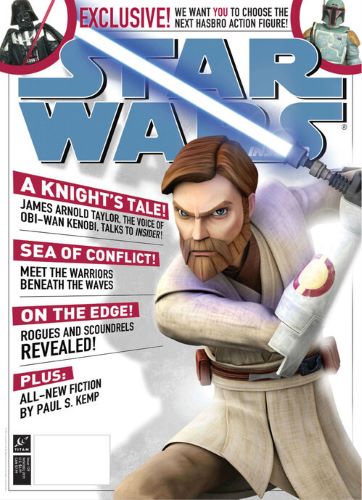 EXCLUSIVE! WE WANT YOU TO CHOOSE THE
NEXT HASBRO ACTION FIGURE!
STAR
WARS
®
A KNIGHT'S TALE!
JAMES ARNOLD TAYLOR, THE VOICE OF
OBI-WAN KENOBI, TALKS TO INSIDER!
SEA OF CONFLICT!
MEET THE WARRIORS
BENEATH THE WAVES
ON THE EDGE!
ROGUES AND SCOUNDRELS
REVEALED!
PLUS:
ALL-NEW FICTION
BY PAUL S. KEMP
TITAN